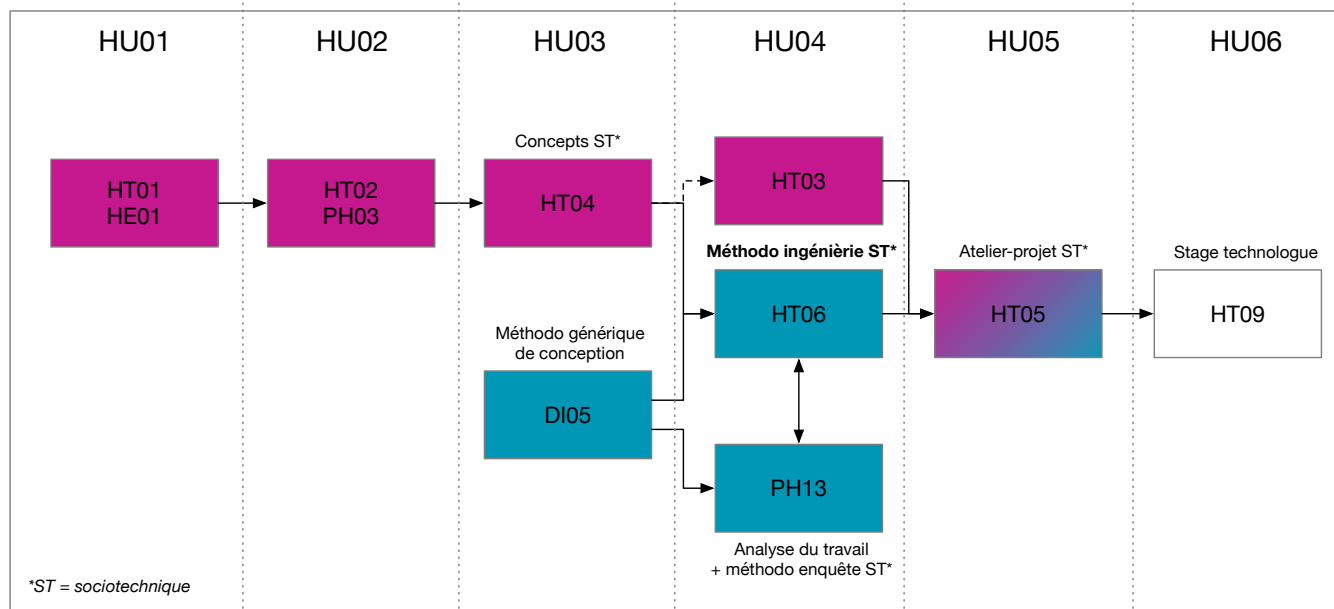 HU01
HU02
HU03
HU04
HU05
HU06
HT01
HE01
HT02
PH03
Concepts ST*
HT04
HT03
Méthodo ingénièrie ST*
HT06
Atelier-projet ST*
HT05
Stage technologue
HT09
Méthodo générique
de conception
DI05
PH13
Analyse du travail
+ méthodo enquête ST*
*ST = sociotechnique